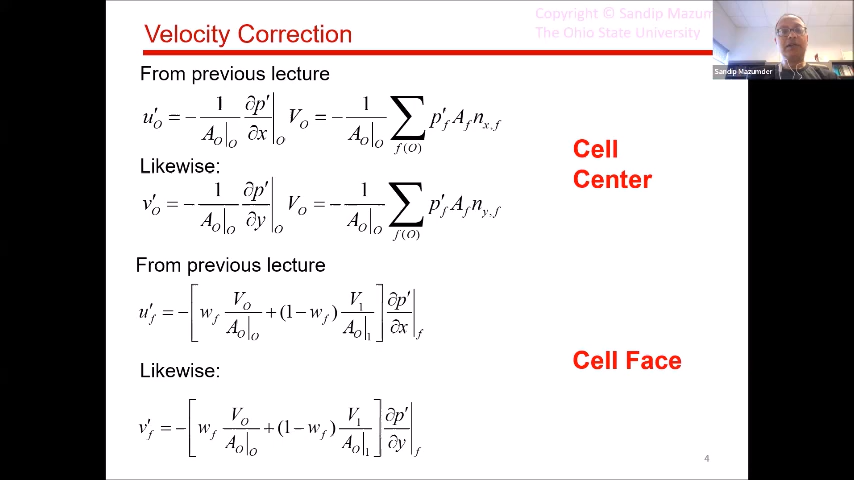 Copyright © Sandip Mazum
The Ohio State University
Velocity Correction
Sandip Mazumder
From previous lecture
u'_O = − 1/(A_O|_O) ∂p'/∂x|_O V_O = − 1/(A_O|_O) ∑_{f(O)} p'_f A_f n_{x,f}
Cell
Center
Likewise:
v'_O = − 1/(A_O|_O) ∂p'/∂y|_O V_O = − 1/(A_O|_O) ∑_{f(O)} p'_f A_f n_{y,f}
From previous lecture
u'_f = −[w_f V_O/(A_O|_O) + (1−w_f) V_1/(A_O|_1)] ∂p'/∂x|_f
Cell Face
Likewise:
v'_f = −[w_f V_O/(A_O|_O) + (1−w_f) V_1/(A_O|_1)] ∂p'/∂y|_f
4